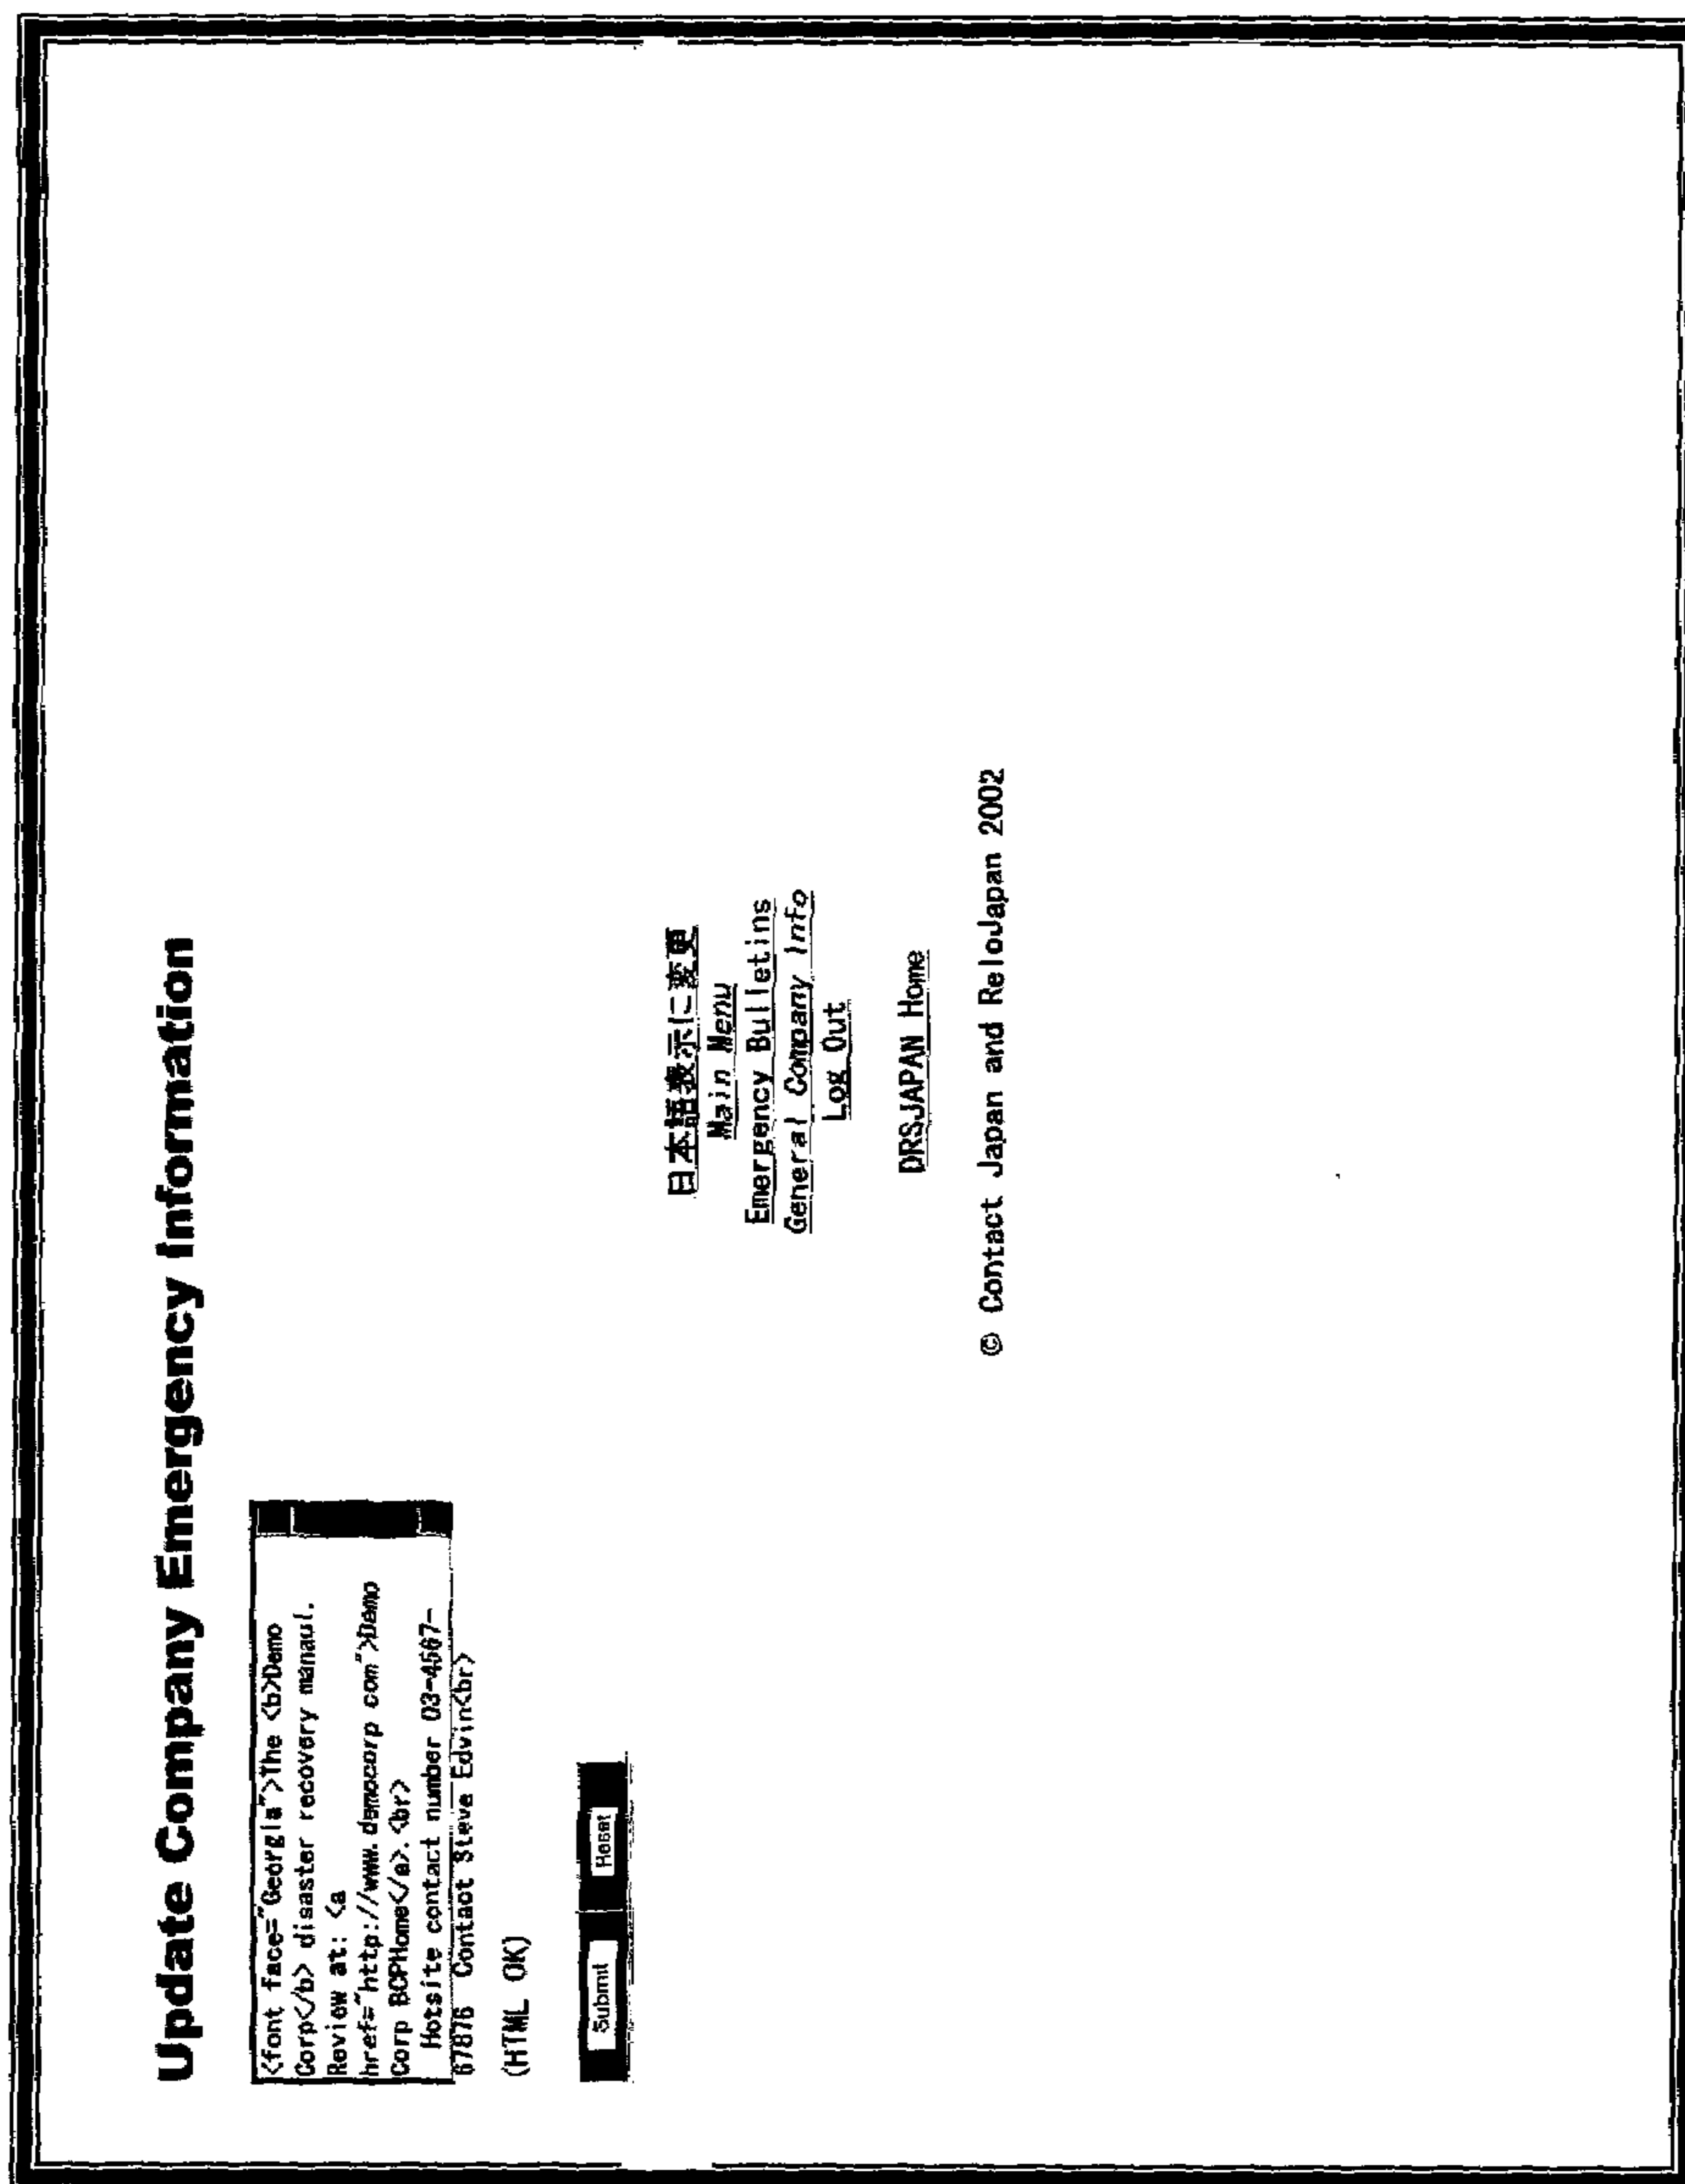 Update Company Emergency Information
<font face="Georgia">The <b>Demo
Corp</b> disaster recovery manaul.
Review at: <a
href="http://www.democorp com">Demo
Corp BCPHome</a>.<br>
Hotsite contact number 03-4567-
67876 Contact Steve Edvin<br>
(HTML OK)
Submit Reset
日本語表示に変更
Main Menu
Emergency Bulletins
General Company Info
Log Out
DRSJAPAN Home
© Contact Japan and ReloJapan 2002